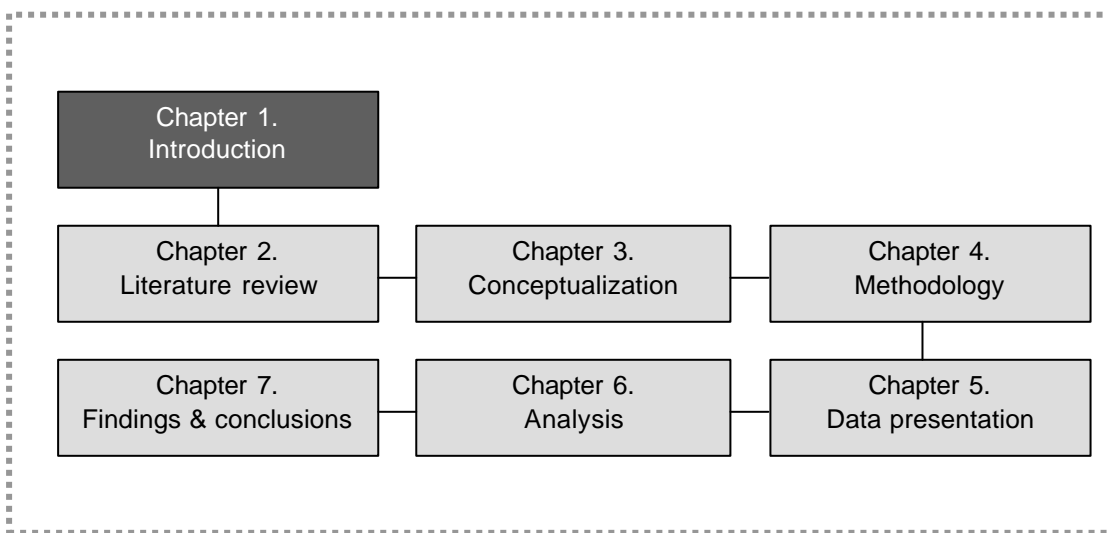 Chapter 1.
Introduction
Chapter 2.
Literature review
Chapter 3.
Conceptualization
Chapter 4.
Methodology
Chapter 7.
Findings & conclusions
Chapter 6.
Analysis
Chapter 5.
Data presentation